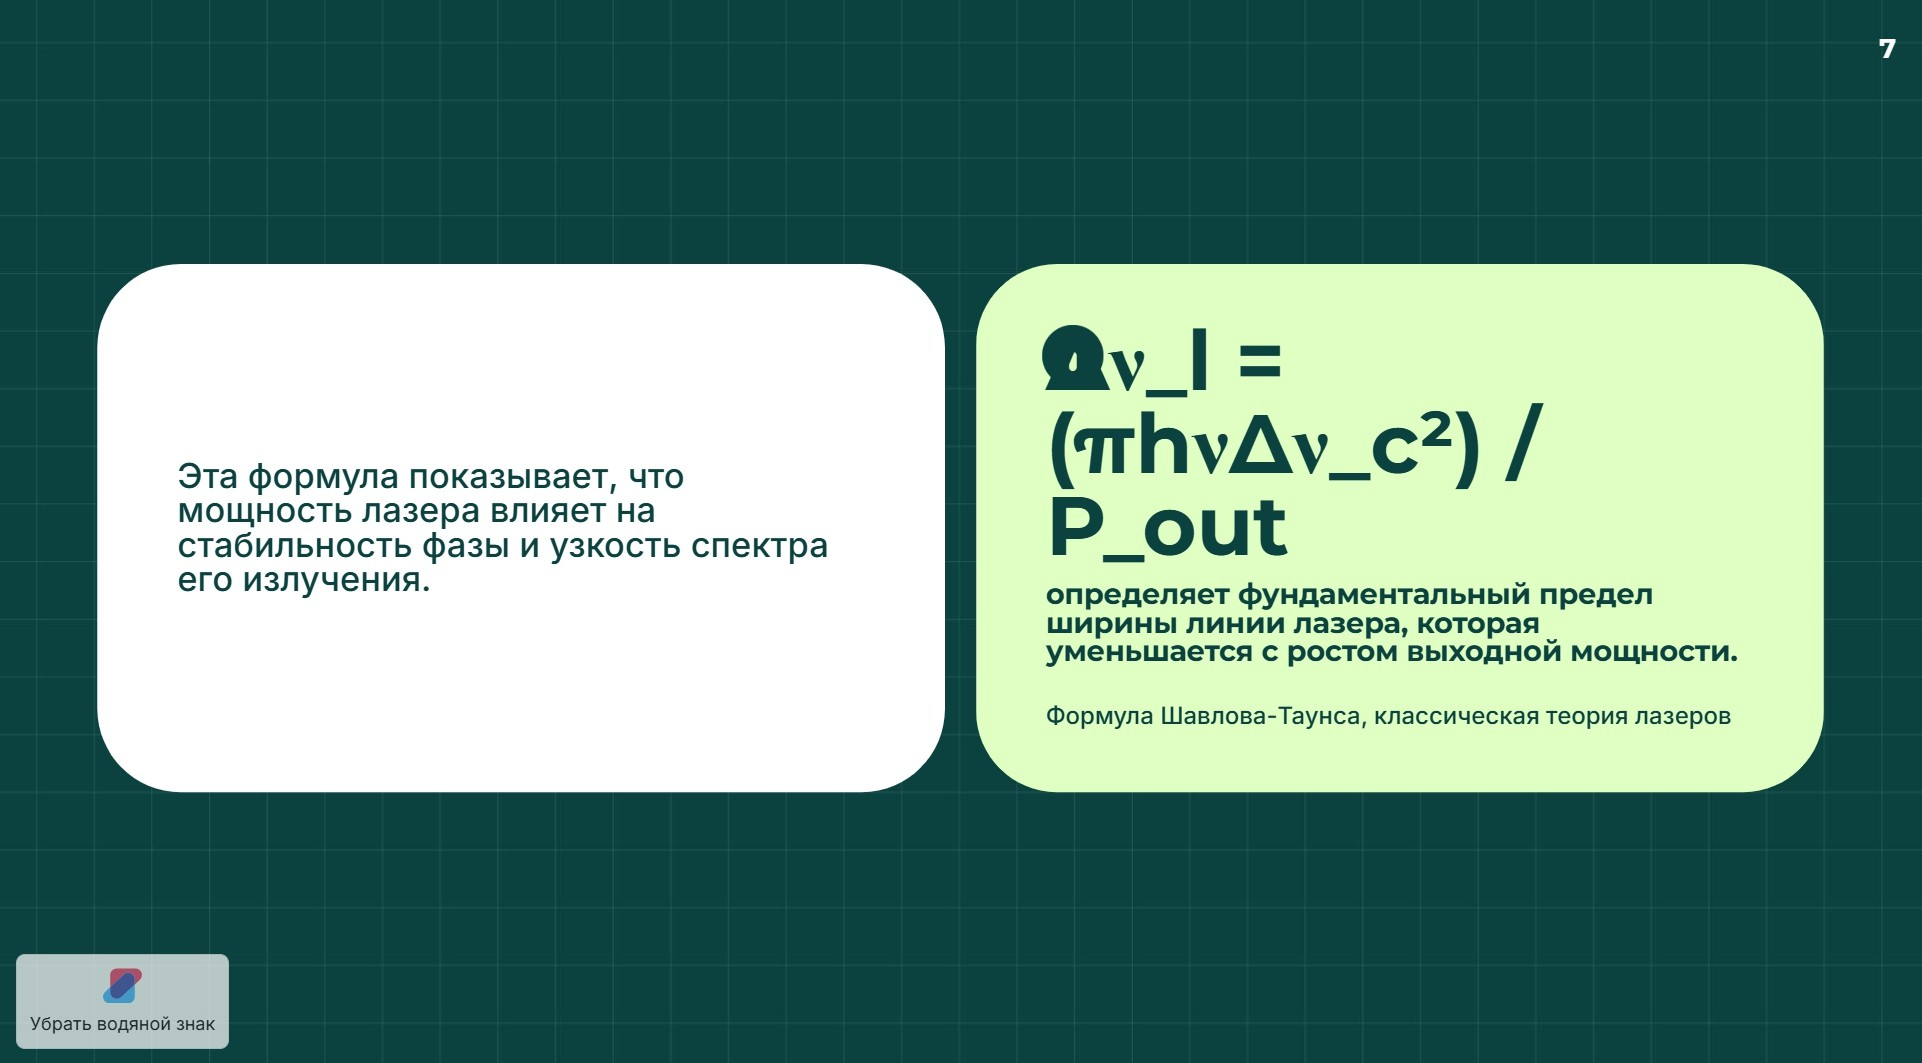 7
Эта формула показывает, что
мощность лазера влияет на
стабильность фазы и узкость спектра
его излучения.
Δν_l =
(πhνΔν_c²) /
P_out
определяет фундаментальный предел
ширины линии лазера, которая
уменьшается с ростом выходной мощности.
Формула Шавлова-Таунса, классическая теория лазеров
Убрать водяной знак